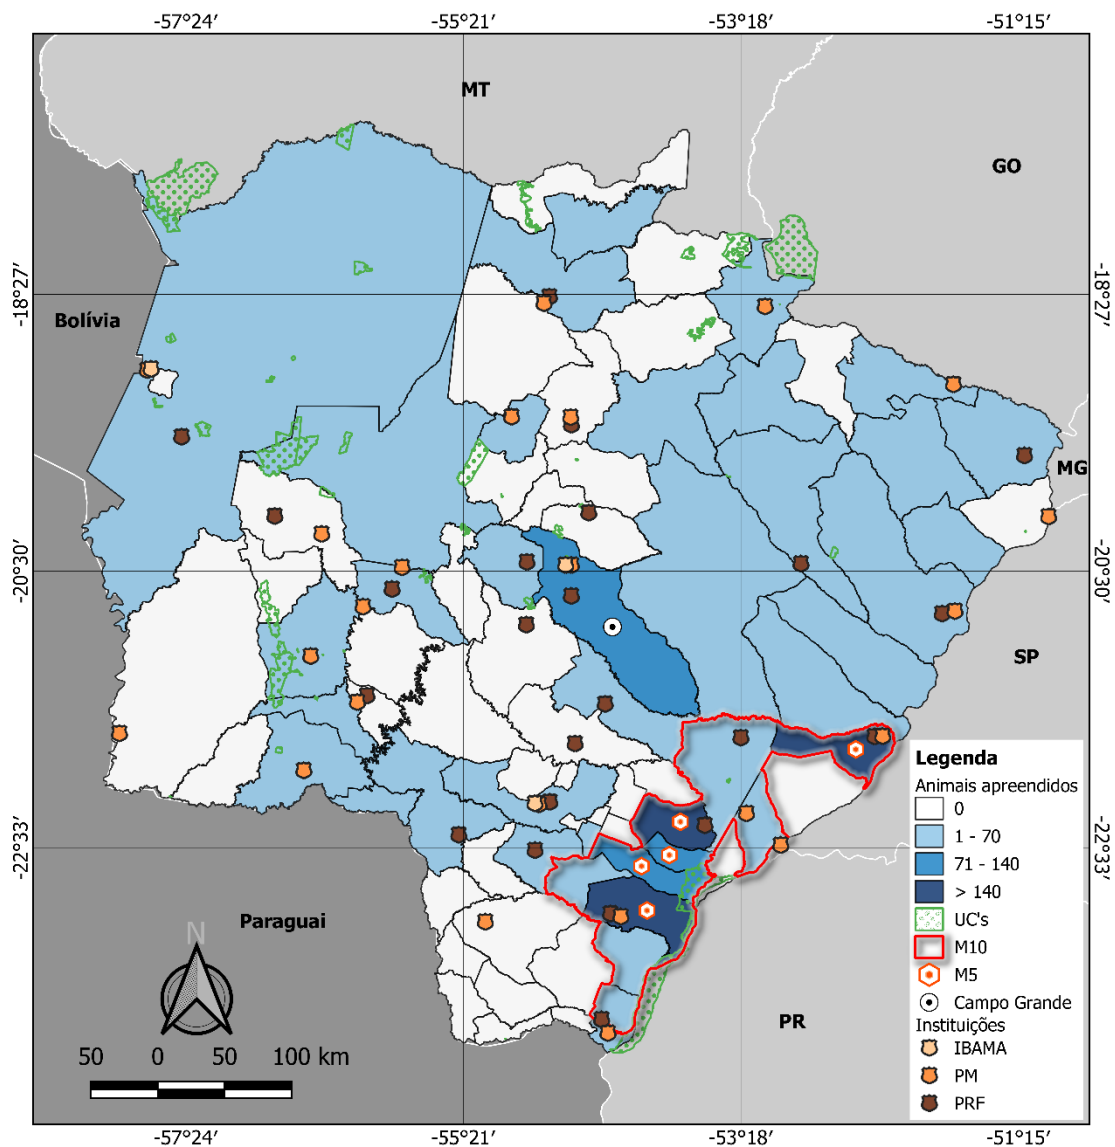 -57°24′ -55°21′ -53°18′ -51°15′
MT
GO
-18°27′ -18°27′
Bolívia
MG
-20°30′ -20°30′
SP
Legenda
Animais apreendidos
0
1 - 70
71 - 140
> 140
UC's
M10
M5
Campo Grande
Instituições
IBAMA
PM
PRF
-22°33′ -22°33′
Paraguai
N
PR
50 0 50 100 km
-57°24′ -55°21′ -53°18′ -51°15′